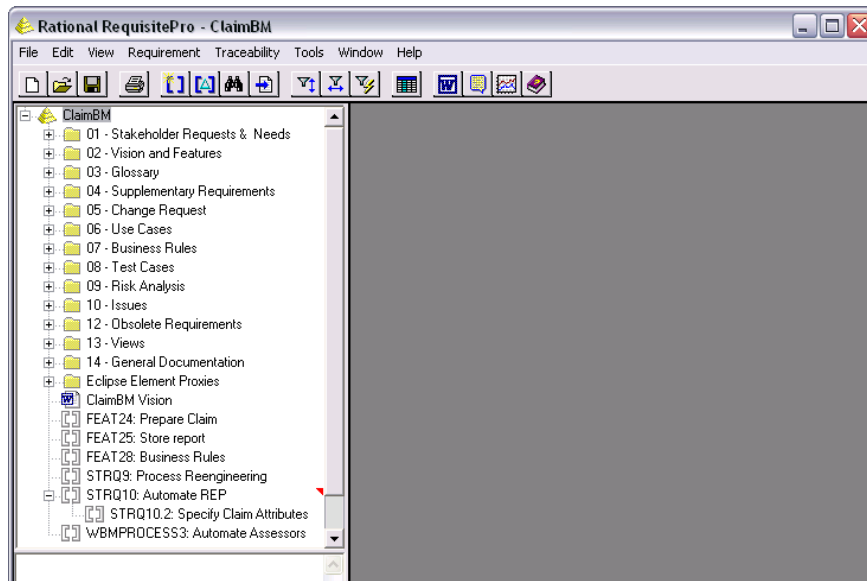 Rational RequisitePro - ClaimBM
File Edit View Requirement Traceability Tools Window Help
ClaimBM
01 - Stakeholder Requests & Needs
02 - Vision and Features
03 - Glossary
04 - Supplementary Requirements
05 - Change Request
06 - Use Cases
07 - Business Rules
08 - Test Cases
09 - Risk Analysis
10 - Issues
12 - Obsolete Requirements
13 - Views
14 - General Documentation
Eclipse Element Proxies
ClaimBM Vision
FEAT24: Prepare Claim
FEAT25: Store report
FEAT28: Business Rules
STRQ9: Process Reengineering
STRQ10: Automate REP
STRQ10.2: Specify Claim Attributes
WBMPROCESS3: Automate Assessors